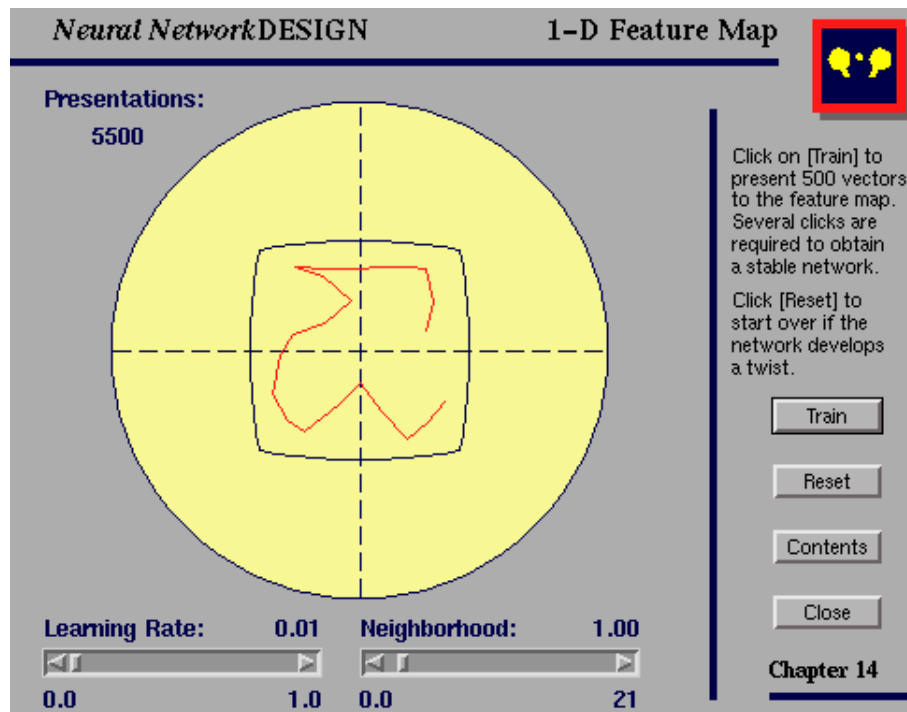 Neural NetworkDESIGN
1-D Feature Map
Presentations:
5500
Click on [Train] to
present 500 vectors
to the feature map.
Several clicks are
required to obtain
a stable network.
Click [Reset] to
start over if the
network develops
a twist.
Train
Reset
Contents
Close
Learning Rate: 0.01
Neighborhood: 1.00
0.0 1.0
0.0 21
Chapter 14